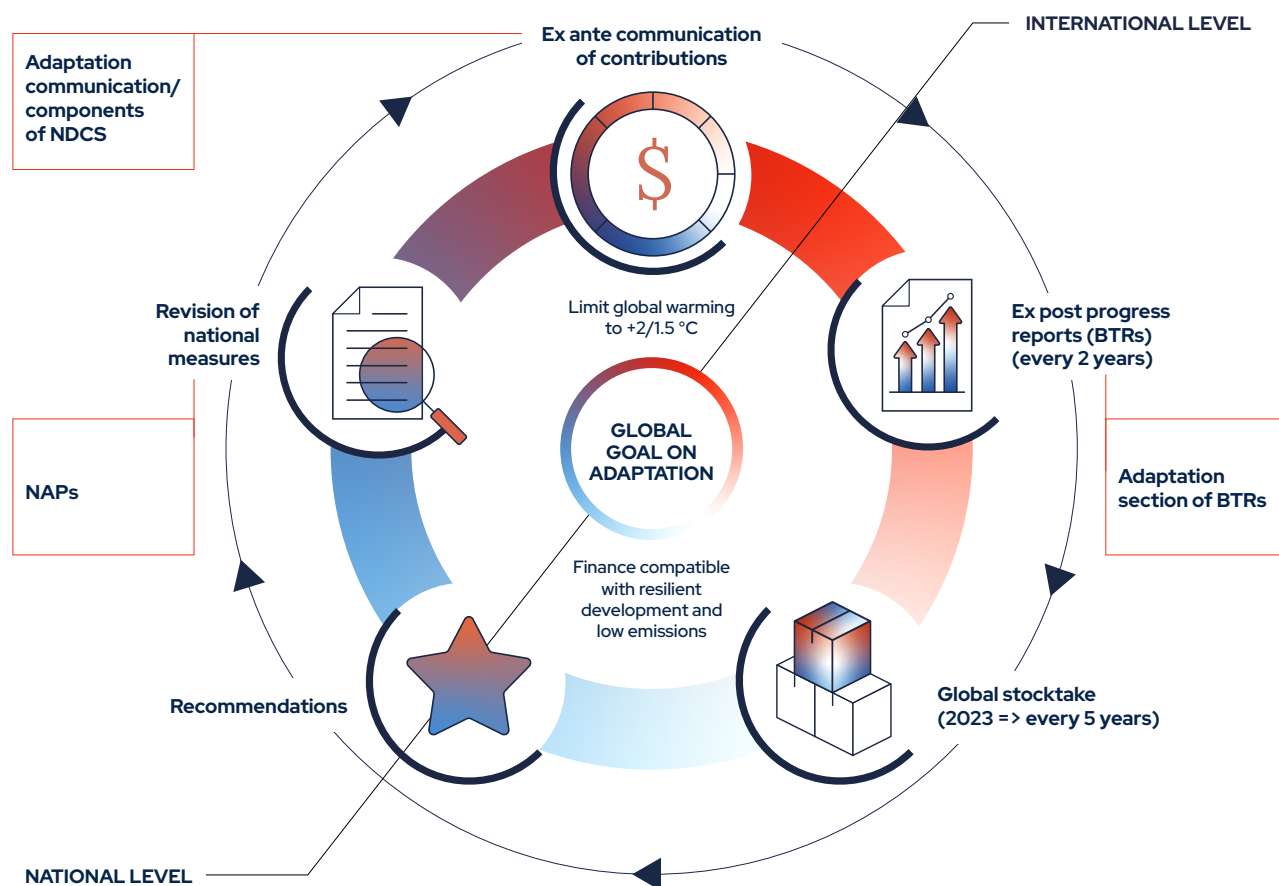 Ex ante communication
of contributions
INTERNATIONAL LEVEL
Adaptation
communication/
components
of NDCS
$
Limit global warming
to +2/1.5 °C
Revision of
national
measures
Ex post progress
reports (BTRs)
(every 2 years)
GLOBAL
GOAL ON
ADAPTATION
NAPs
Adaptation
section of BTRs
Finance compatible
with resilient
development and
low emissions
Recommendations
Global stocktake
(2023 => every 5 years)
NATIONAL LEVEL